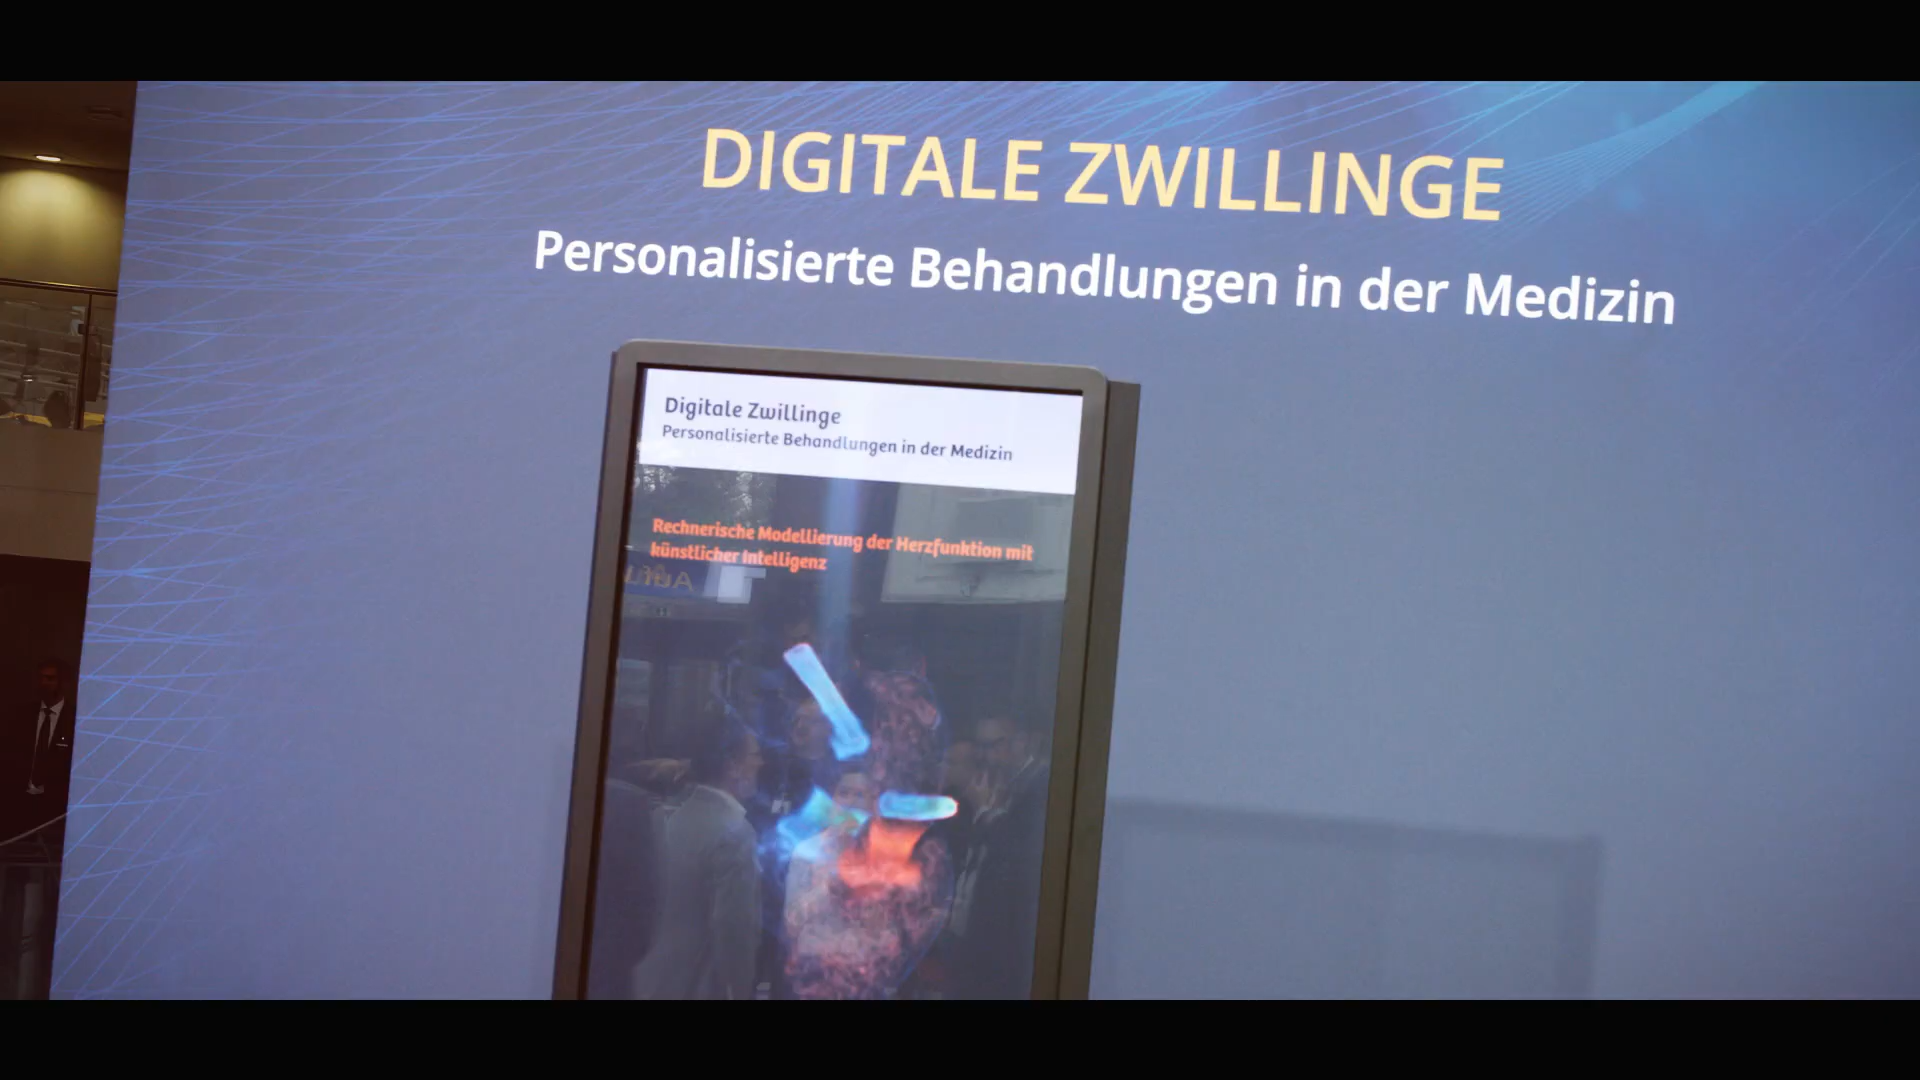 DIGITALE ZWILLINGE
Personalisierte Behandlungen in der Medizin
Digitale Zwillinge
Personalisierte Behandlungen in der Medizin
Rechnerische Modellierung der Herzfunktion mit
künstlicher Intelligenz